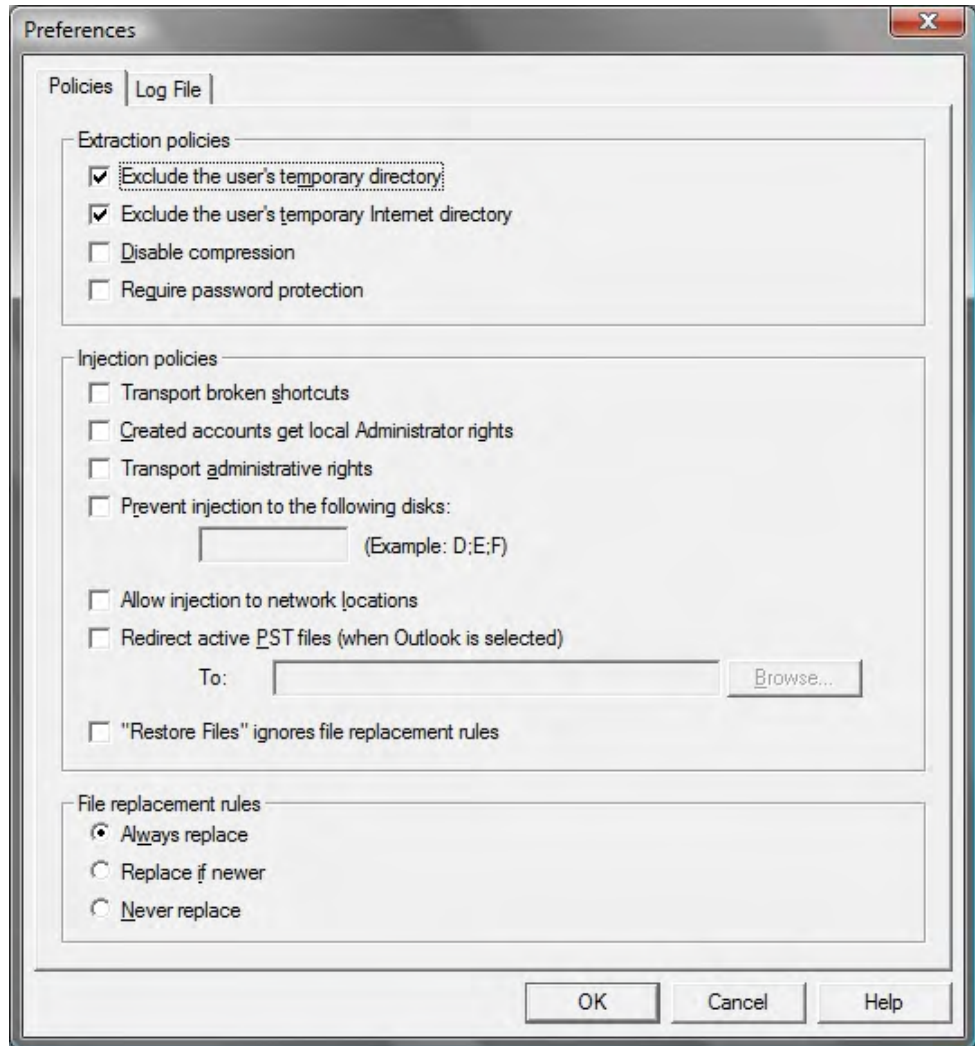 Preferences
Policies Log File
Extraction policies
Exclude the user's temporary directory
Exclude the user's temporary Internet directory
Disable compression
Require password protection
Injection policies
Transport broken shortcuts
Created accounts get local Administrator rights
Transport administrative rights
Prevent injection to the following disks:
(Example: D;E;F)
Allow injection to network locations
Redirect active PST files (when Outlook is selected)
To: Browse...
"Restore Files" ignores file replacement rules
File replacement rules
Always replace
Replace if newer
Never replace
OK Cancel Help